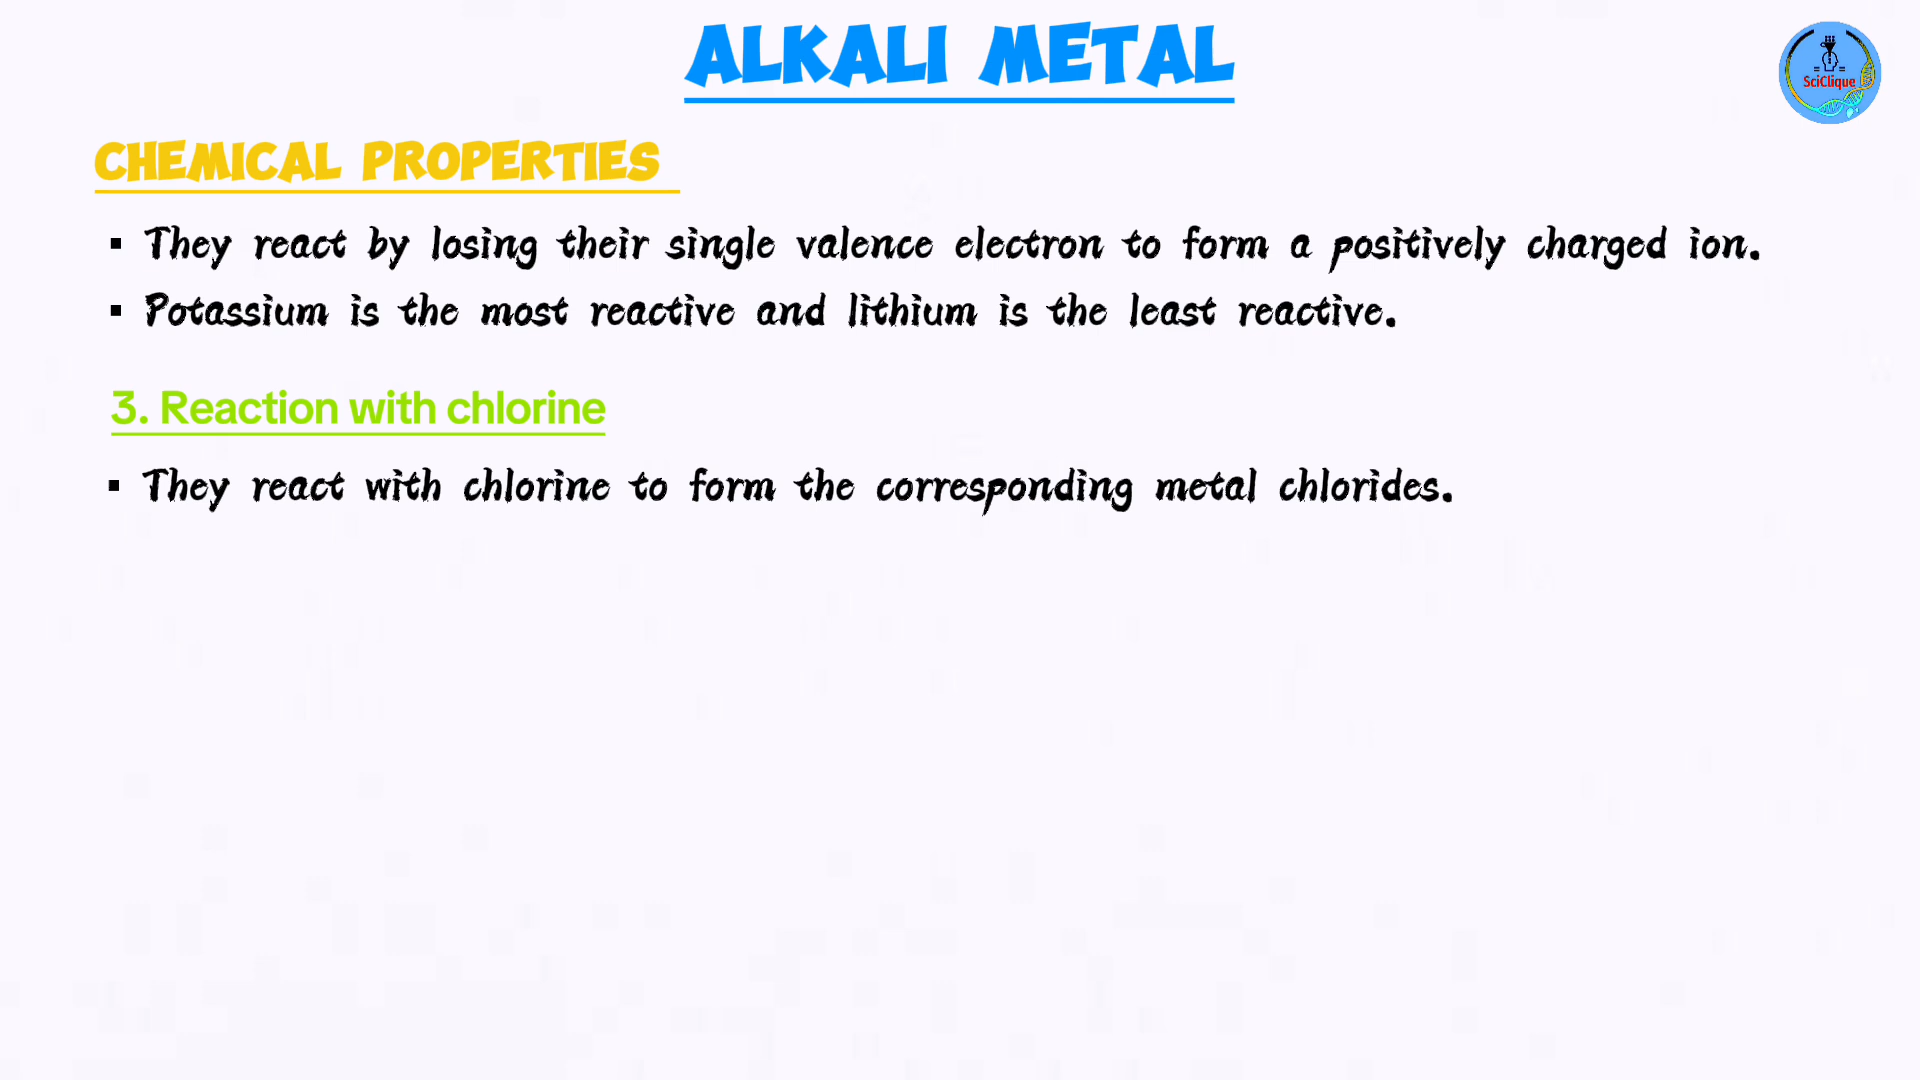 ALKALI METAL
SciClique
CHEMICAL PROPERTIES
▪ They react by losing their single valence electron to form a positively charged ion.
▪ Potassium is the most reactive and lithium is the least reactive.
3. Reaction with chlorine
▪ They react with chlorine to form the corresponding metal chlorides.